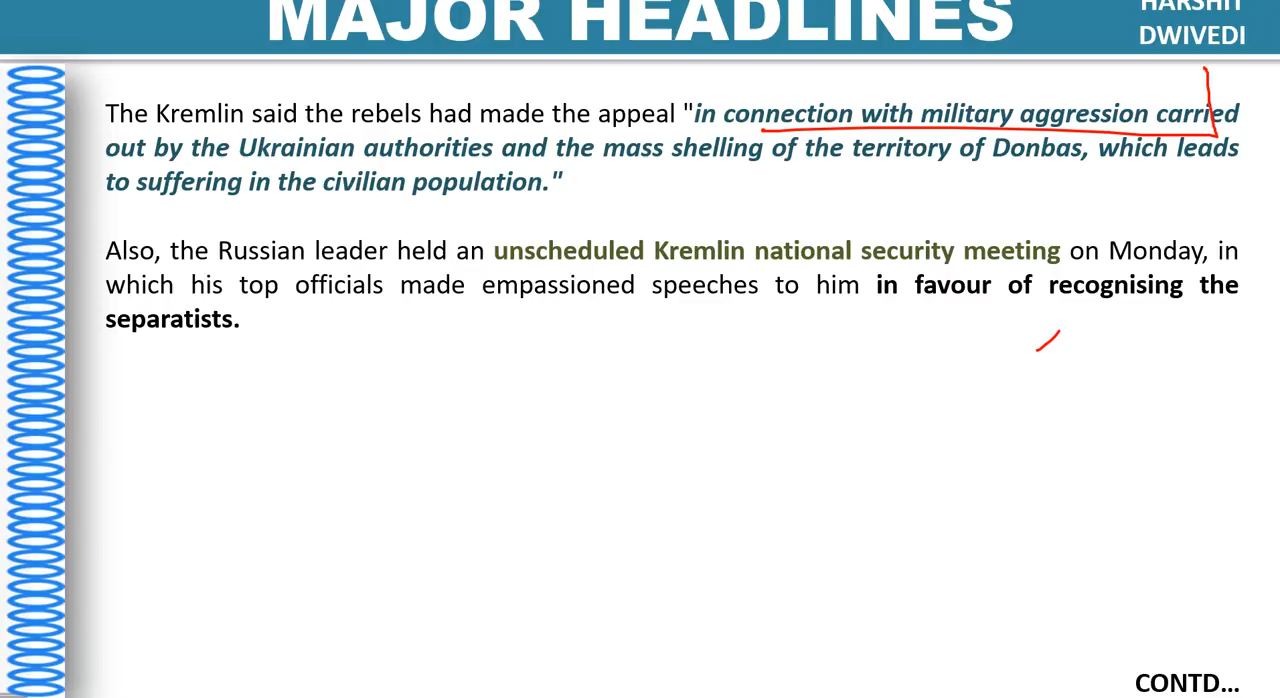 MAJOR HEADLINES
HARSHIT
DWIVEDI
The Kremlin said the rebels had made the appeal "in connection with military aggression carried
out by the Ukrainian authorities and the mass shelling of the territory of Donbas, which leads
to suffering in the civilian population."
Also, the Russian leader held an unscheduled Kremlin national security meeting on Monday, in
which his top officials made empassioned speeches to him in favour of recognising the
separatists.
CONTD...